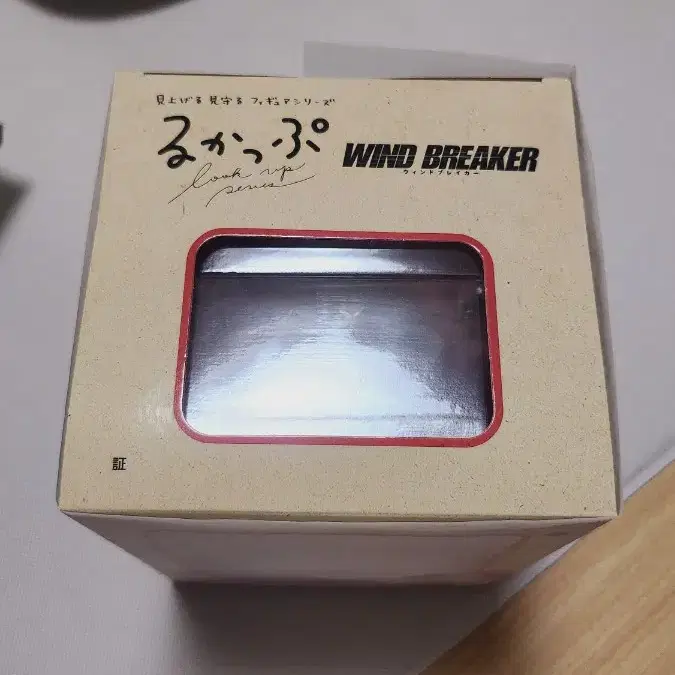 見上げる見守るフィギュアシリーズ
るかっぷ
look up
series
WIND BREAKER
ウィンドブレイカー
証